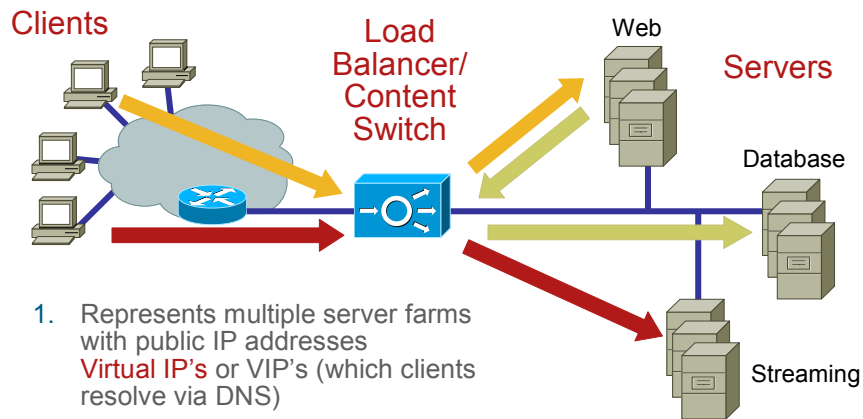 Clients
Load
Balancer/
Content
Switch
Web
Servers
Database
Streaming
1. Represents multiple server farms
with public IP addresses
Virtual IP's or VIP's (which clients
resolve via DNS)